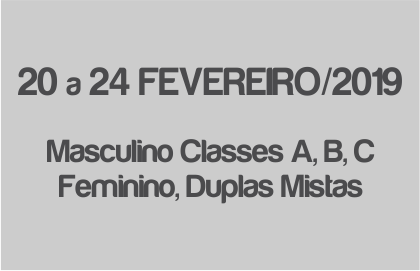 20 a 24 FEVEREIRO/2019
Masculino Classes A, B, C
Feminino, Duplas Mistas